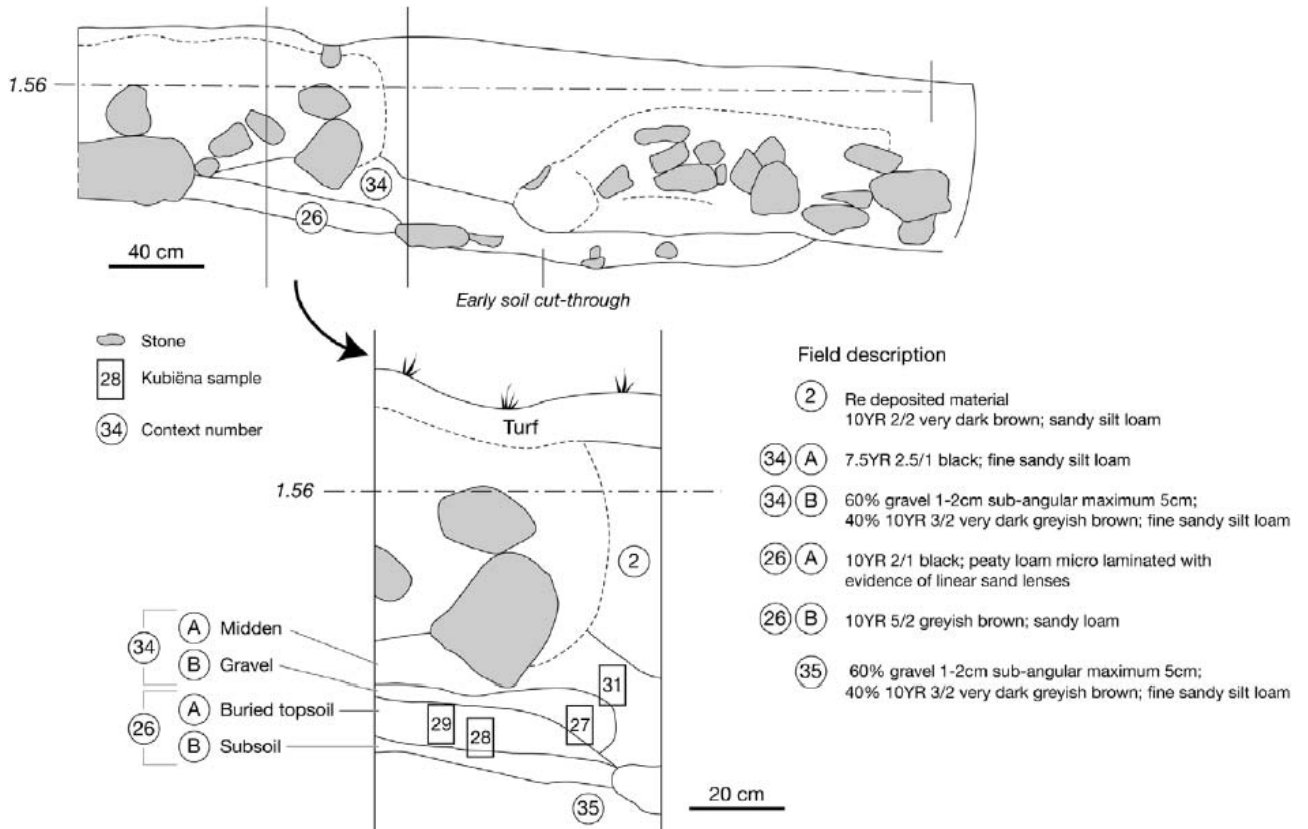 1.56
34
26
40 cm
Early soil cut-through
Stone
28 Kubiëna sample
34 Context number
Turf
1.56
2
34
A Midden
B Gravel
26
A Buried topsoil
B Subsoil
31
29
28
27
35
20 cm
Field description
2 Re deposited material
10YR 2/2 very dark brown; sandy silt loam
34 A 7.5YR 2.5/1 black; fine sandy silt loam
34 B 60% gravel 1-2cm sub-angular maximum 5cm;
40% 10YR 3/2 very dark greyish brown; fine sandy silt loam
26 A 10YR 2/1 black; peaty loam micro laminated with
evidence of linear sand lenses
26 B 10YR 5/2 greyish brown; sandy loam
35 60% gravel 1-2cm sub-angular maximum 5cm;
40% 10YR 3/2 very dark greyish brown; fine sandy silt loam